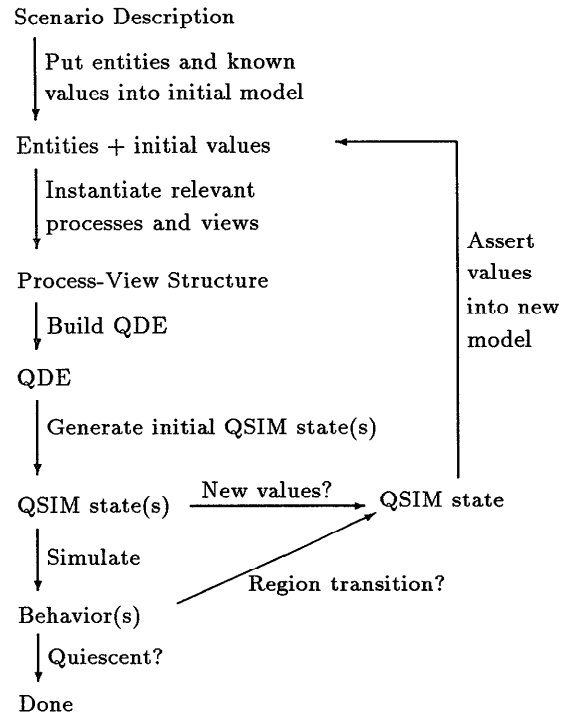 Scenario Description
Put entities and known
values into initial model
Entities + initial values
Instantiate relevant
processes and views
Assert
values
into new
model
Process-View Structure
Build QDE
QDE
Generate initial QSIM state(s)
QSIM state(s)
New values?
QSIM state
Simulate
Region transition?
Behavior(s)
Quiescent?
Done